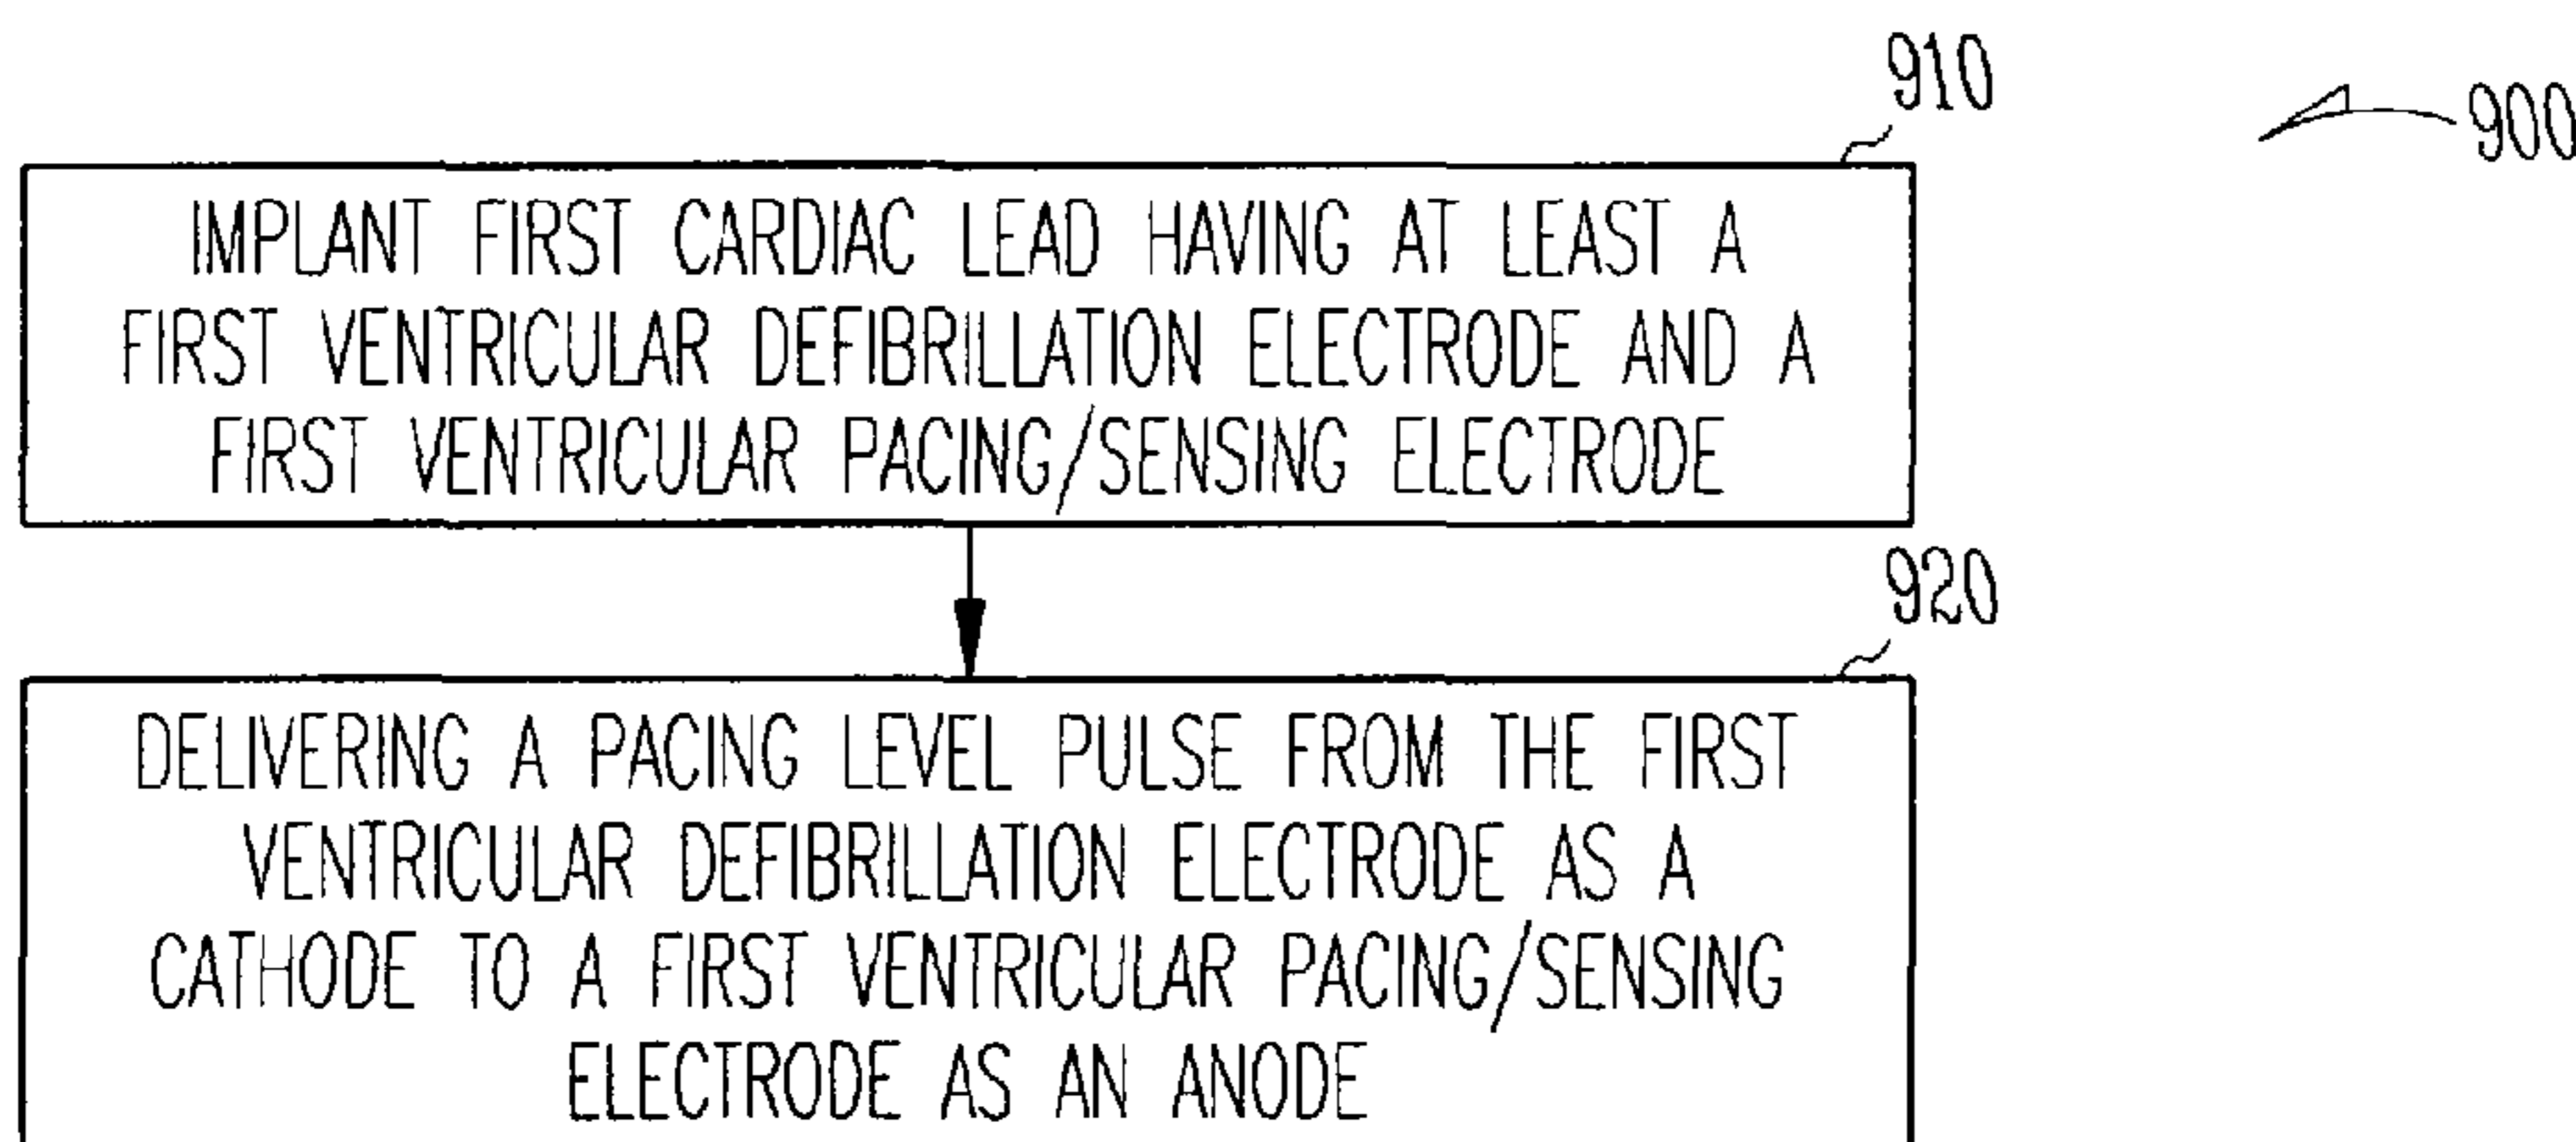 910
900
IMPLANT FIRST CARDIAC LEAD HAVING AT LEAST A
FIRST VENTRICULAR DEFIBRILLATION ELECTRODE AND A
FIRST VENTRICULAR PACING/SENSING ELECTRODE
920
DELIVERING A PACING LEVEL PULSE FROM THE FIRST
VENTRICULAR DEFIBRILLATION ELECTRODE AS A
CATHODE TO A FIRST VENTRICULAR PACING/SENSING
ELECTRODE AS AN ANODE